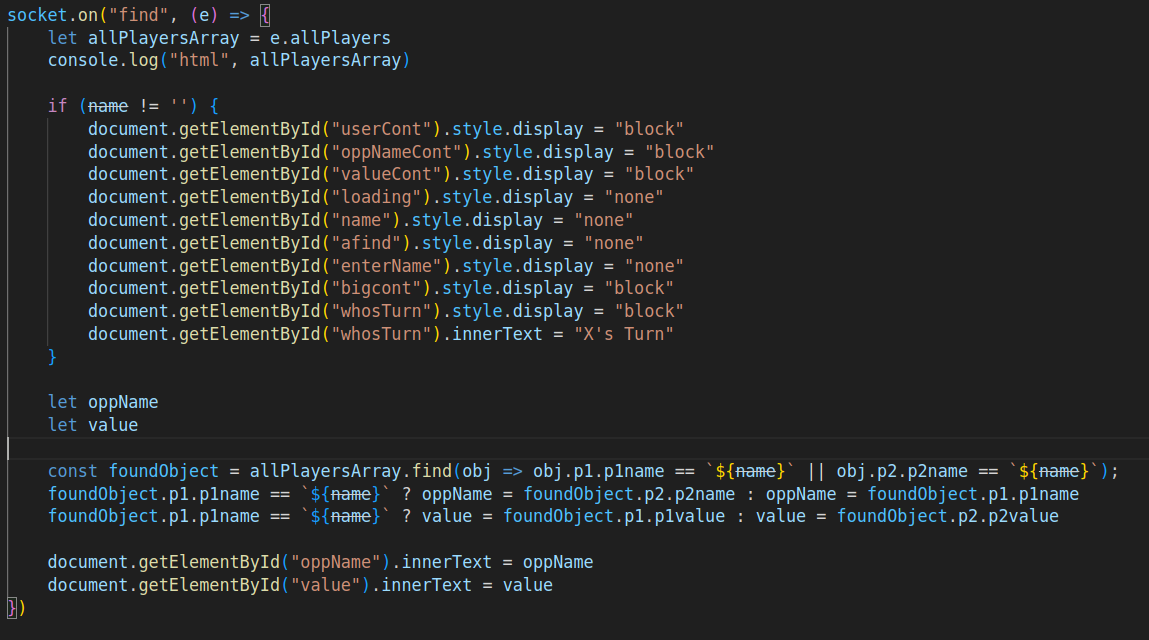 socket.on("find", (e) => {
    let allPlayersArray = e.allPlayers
    console.log("html", allPlayersArray)
    if (name != '') {
        document.getElementById("userCont").style.display = "block"
        document.getElementById("oppNameCont").style.display = "block"
        document.getElementById("valueCont").style.display = "block"
        document.getElementById("loading").style.display = "none"
        document.getElementById("name").style.display = "none"
        document.getElementById("afind").style.display = "none"
        document.getElementById("enterName").style.display = "none"
        document.getElementById("bigcont").style.display = "block"
        document.getElementById("whosTurn").style.display = "block"
        document.getElementById("whosTurn").innerText = "X's Turn"
    }
    let oppName
    let value
    const foundObject = allPlayersArray.find(obj => obj.p1.p1name == `${name}` || obj.p2.p2name == `${name}`);
    foundObject.p1.p1name == `${name}` ? oppName = foundObject.p2.p2name : oppName = foundObject.p1.p1name
    foundObject.p1.p1name == `${name}` ? value = foundObject.p1.p1value : value = foundObject.p2.p2value
    document.getElementById("oppName").innerText = oppName
    document.getElementById("value").innerText = value
})